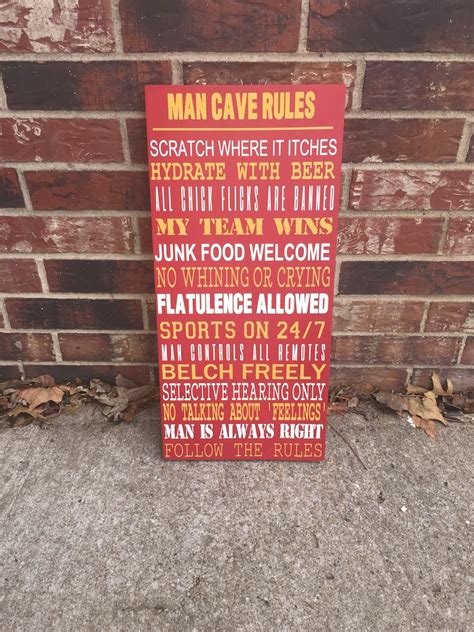 MAN CAVE RULES
SCRATCH WHERE IT ITCHES
HYDRATE WITH BEER
ALL CHICK FLICKS ARE BANNED
MY TEAM WINS
JUNK FOOD WELCOME
NO WHINING OR CRYING
FLATULENCE ALLOWED
SPORTS ON 24/7
MAN CONTROLS ALL REMOTES
BELCH FREELY
SELECTIVE HEARING ONLY
NO TALKING ABOUT 'FEELINGS'
MAN IS ALWAYS RIGHT
FOLLOW THE RULES